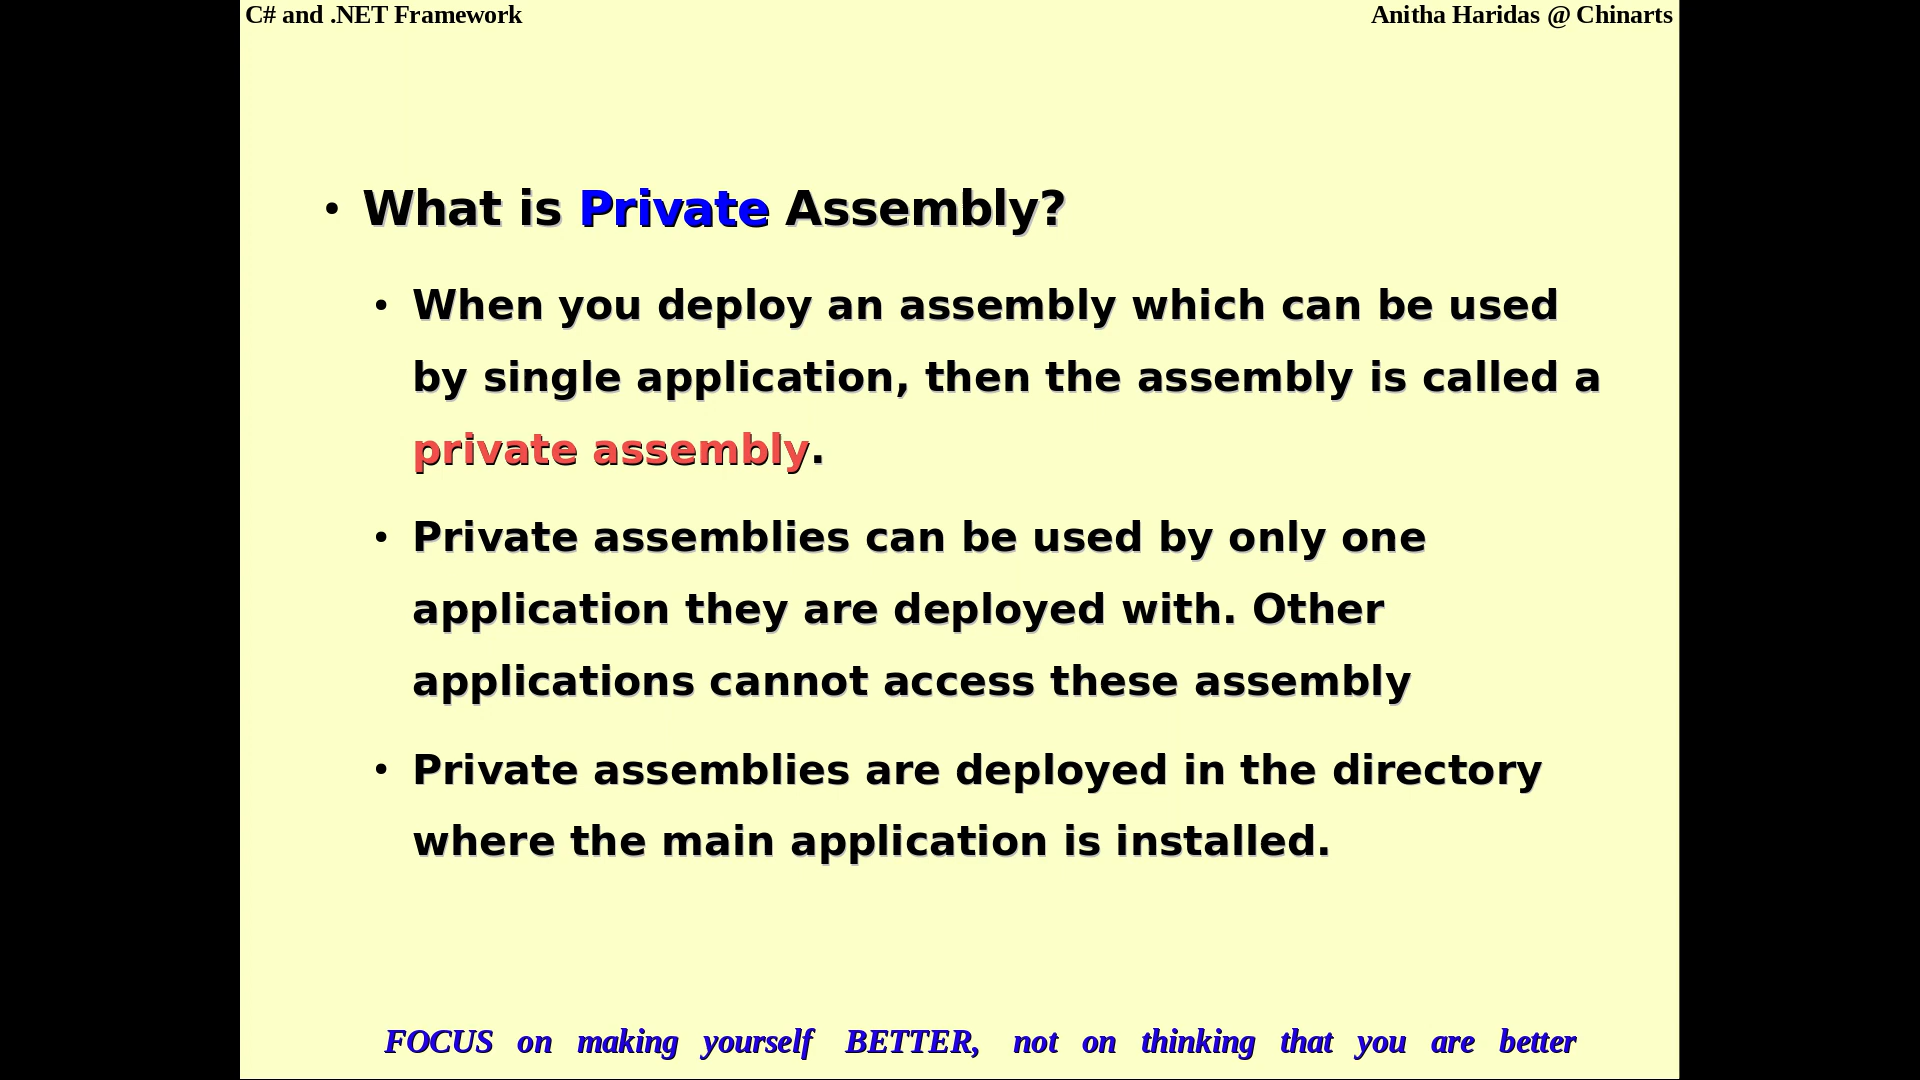 C# and .NET Framework
Anitha Haridas @ Chinarts
• What is Private Assembly?
• When you deploy an assembly which can be used
by single application, then the assembly is called a
private assembly.
• Private assemblies can be used by only one
application they are deployed with. Other
applications cannot access these assembly
• Private assemblies are deployed in the directory
where the main application is installed.
FOCUS on making yourself BETTER, not on thinking that you are better